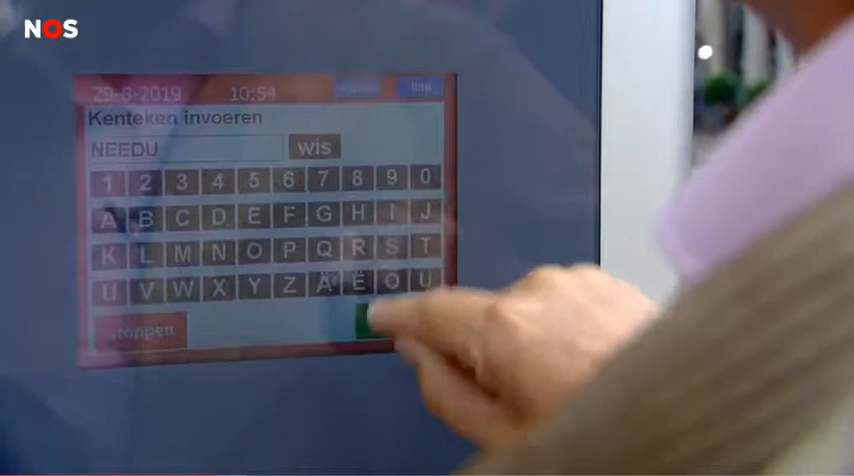 NOS
29-8-2019 10:54
Kenteken invoeren
NEEDU wis
1 2 3 4 5 6 7 8 9 0
A B C D E F G H I J
K L M N O P Q R S T
U V W X Y Z Ä Ë Ö Ü